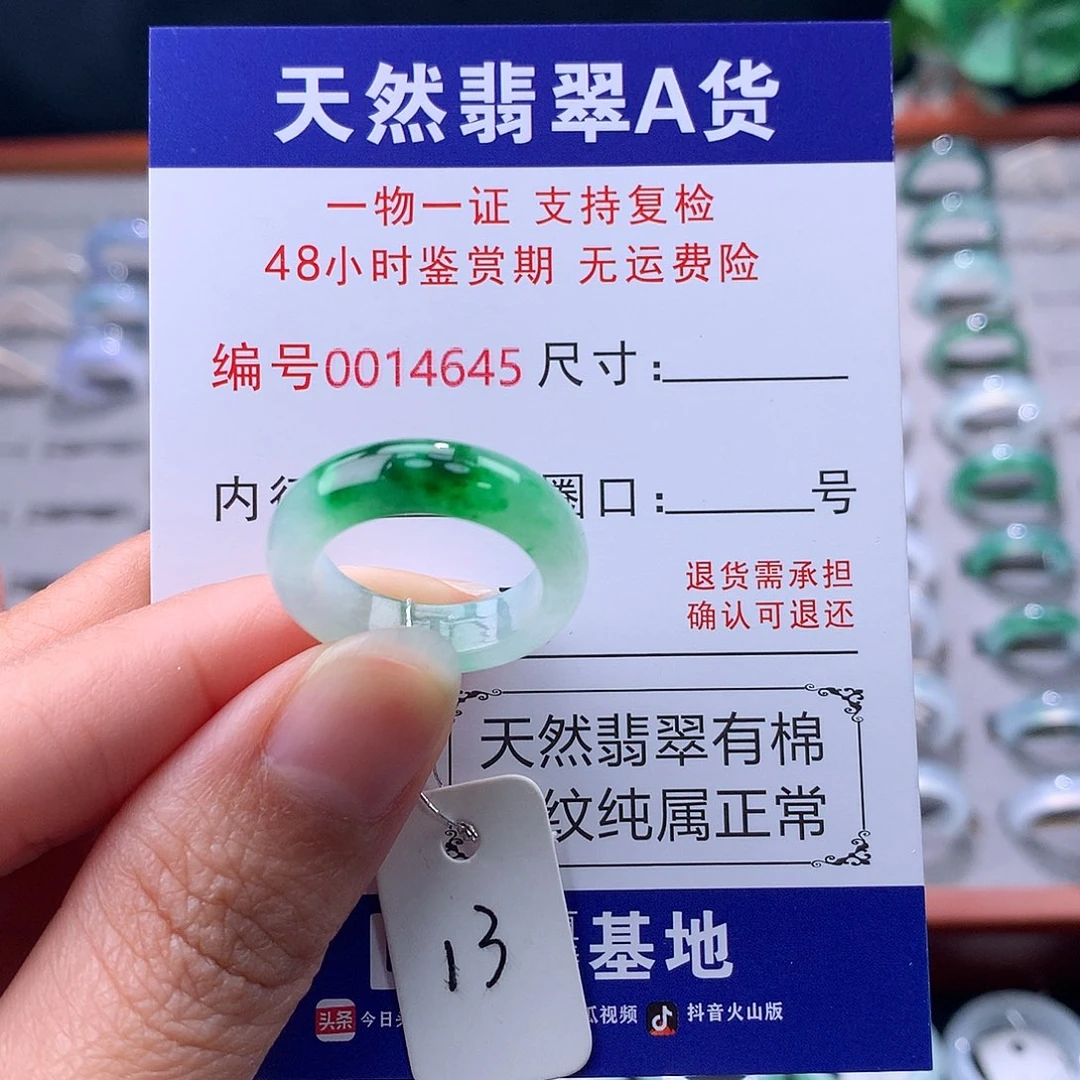 天然翡翠A货
一物一证 支持复检
48小时鉴赏期 无运费险
编号0014645 尺寸:
内 圈口: 号
退货需承担
确认可退还
天然翡翠有棉
纹纯属正常
基地
13
头条 今日 视频 抖音火山版